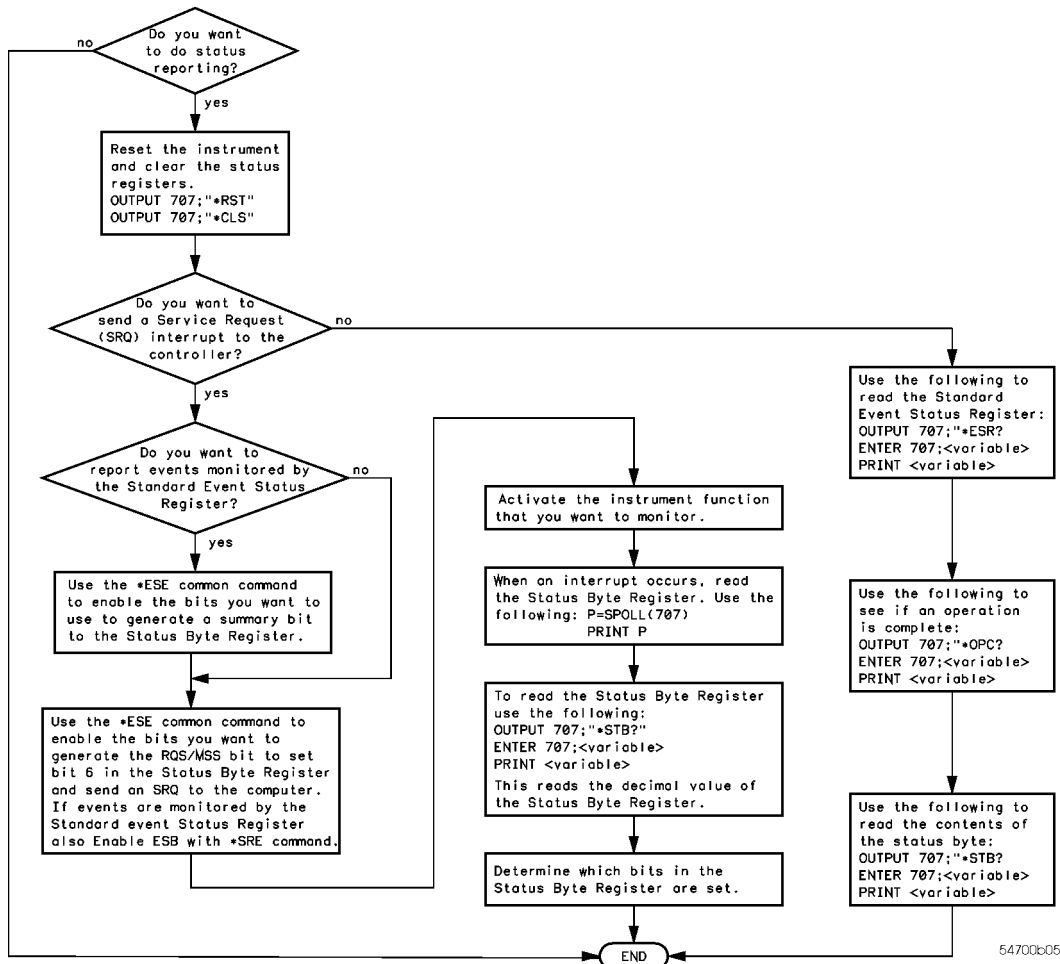 Do you want
to do status
reporting?
no
yes
Reset the instrument
and clear the status
registers.
OUTPUT 707;"*RST"
OUTPUT 707;"*CLS"
Do you want to
send a Service Request
(SRQ) interrupt to the
controller?
no
yes
Do you want to
report events monitored by
the Standard Event Status
Register?
no
yes
Use the *ESE common command
to enable the bits you want to
use to generate a summary bit
to the Status Byte Register.
Use the *ESE common command to
enable the bits you want to
generate the RQS/MSS bit to set
bit 6 in the Status Byte Register
and send an SRQ to the computer.
If events are monitored by the
Standard event Status Register
also Enable ESB with *SRE command.
Activate the instrument function
that you want to monitor.
When an interrupt occurs, read
the Status Byte Register. Use the
following: P=SPOLL(707)
PRINT P
To read the Status Byte Register
use the following:
OUTPUT 707;"*STB?"
ENTER 707;<variable>
PRINT <variable>
This reads the decimal value of
the Status Byte Register.
Determine which bits in the
Status Byte Register are set.
Use the following to
read the Standard
Event Status Register:
OUTPUT 707;"*ESR?
ENTER 707;<variable>
PRINT <variable>
Use the following to
see if an operation
is complete:
OUTPUT 707;"*OPC?
ENTER 707;<variable>
PRINT <variable>
Use the following to
read the contents of
the status byte:
OUTPUT 707;"*STB?
ENTER 707;<variable>
PRINT <variable>
END
54700b05